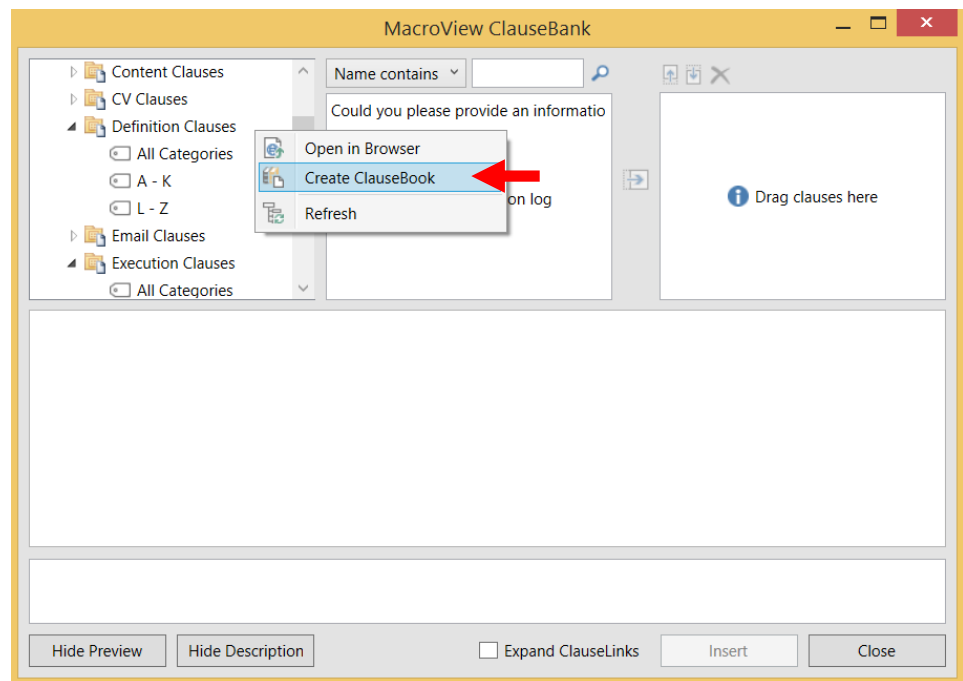 MacroView ClauseBank
Content Clauses
CV Clauses
Definition Clauses
All Categories
A - K
L - Z
Email Clauses
Execution Clauses
All Categories
Name contains
Could you please provide an informatio
on log
Open in Browser
Create ClauseBook
Refresh
Drag clauses here
Hide Preview
Hide Description
Expand ClauseLinks
Insert
Close